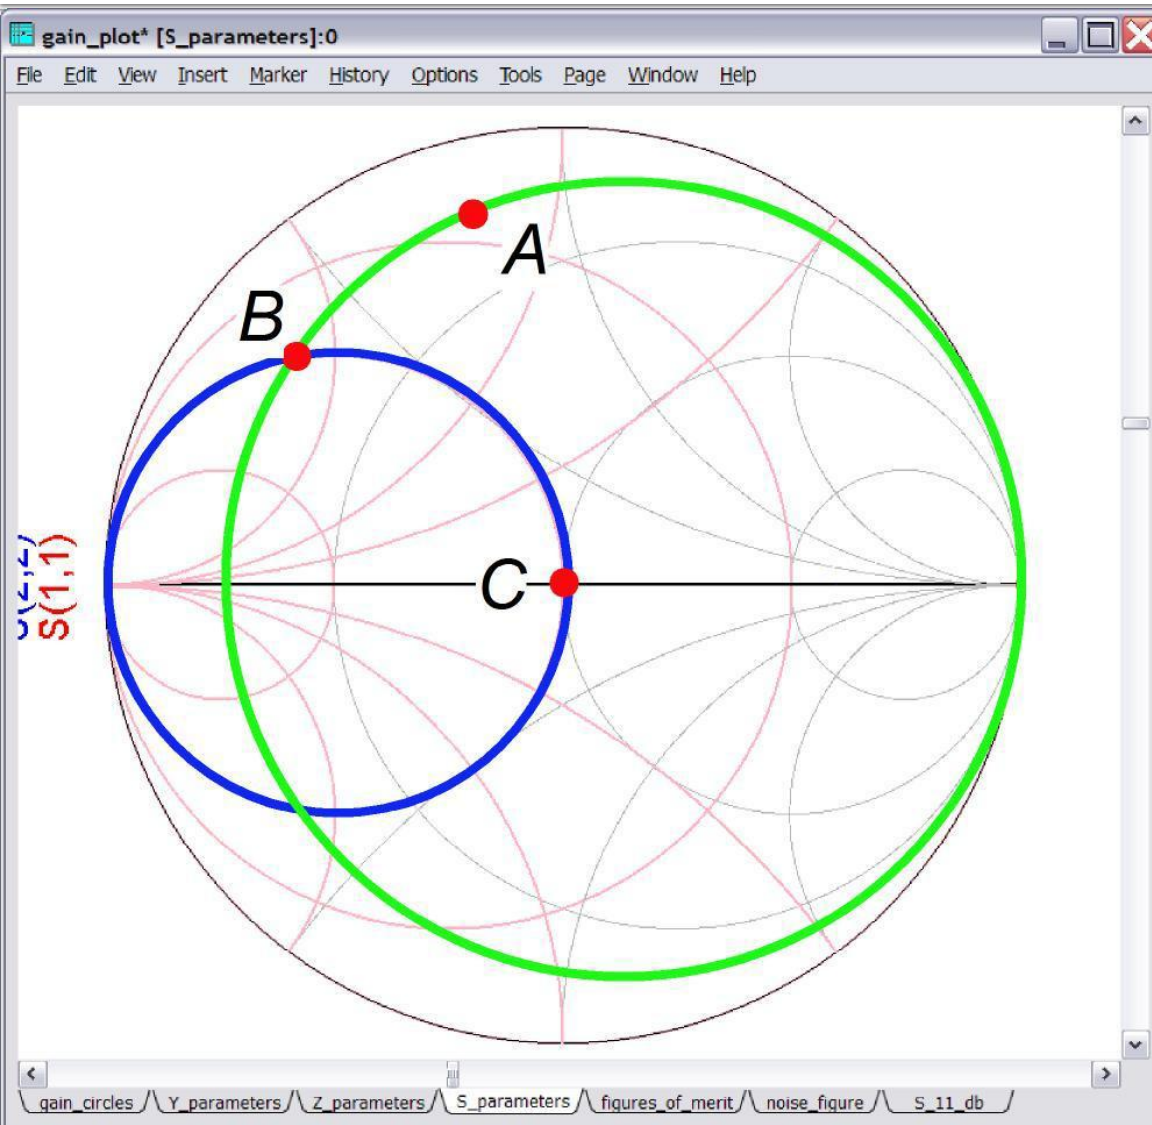 gain_plot* [S_parameters]:0
File Edit View Insert Marker History Options Tools Page Window Help
A
B
C
S(1,1)
gain_circles Y_parameters Z_parameters S_parameters figures_of_merit noise_figure S_11_db